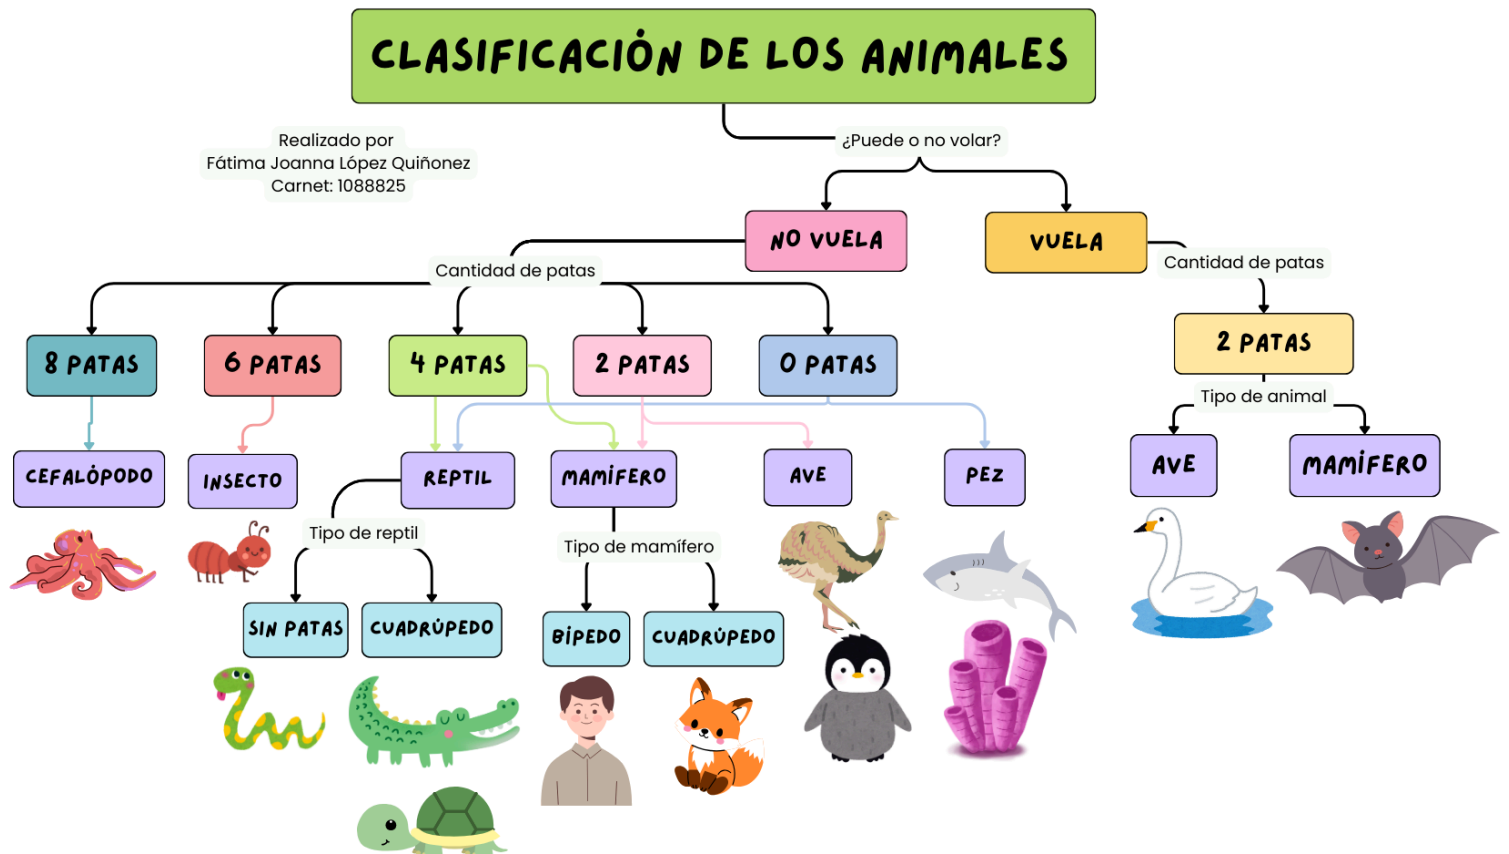 CLASIFICACIÓN DE LOS ANIMALES
Realizado por
Fátima Joanna López Quiñonez
Carnet: 1088825
¿Puede o no volar?
NO VUELA
VUELA
Cantidad de patas
Cantidad de patas
8 PATAS
6 PATAS
4 PATAS
2 PATAS
0 PATAS
2 PATAS
Tipo de animal
CEFALÓPODO
INSECTO
REPTIL
MAMÍFERO
AVE
PEZ
AVE
MAMÍFERO
Tipo de reptil
Tipo de mamífero
SIN PATAS
CUADRÚPEDO
BÍPEDO
CUADRÚPEDO